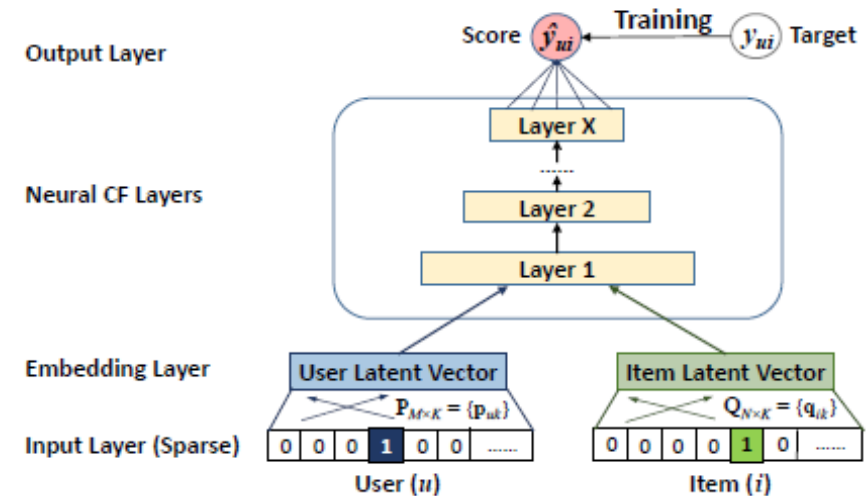 Output Layer
Score ŷui Training yui Target
Layer X
......
Neural CF Layers
Layer 2
Layer 1
Embedding Layer
User Latent Vector
Item Latent Vector
P M×K = {puk}
Q N×K = {qik}
Input Layer (Sparse)
0 0 0 1 0 0 ......
0 0 0 0 1 0 ......
User (u)
Item (i)